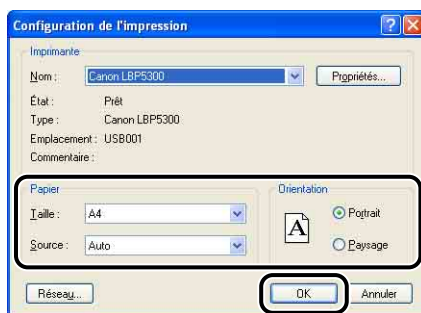 Configuration de l'impression
Imprimante
Nom : Canon LBP5300 Propriétés...
État : Prêt
Type : Canon LBP5300
Emplacement : USB001
Commentaire :
Papier
Taille : A4
Source : Auto
Orientation
A
Portrait
Paysage
Réseau... OK Annuler